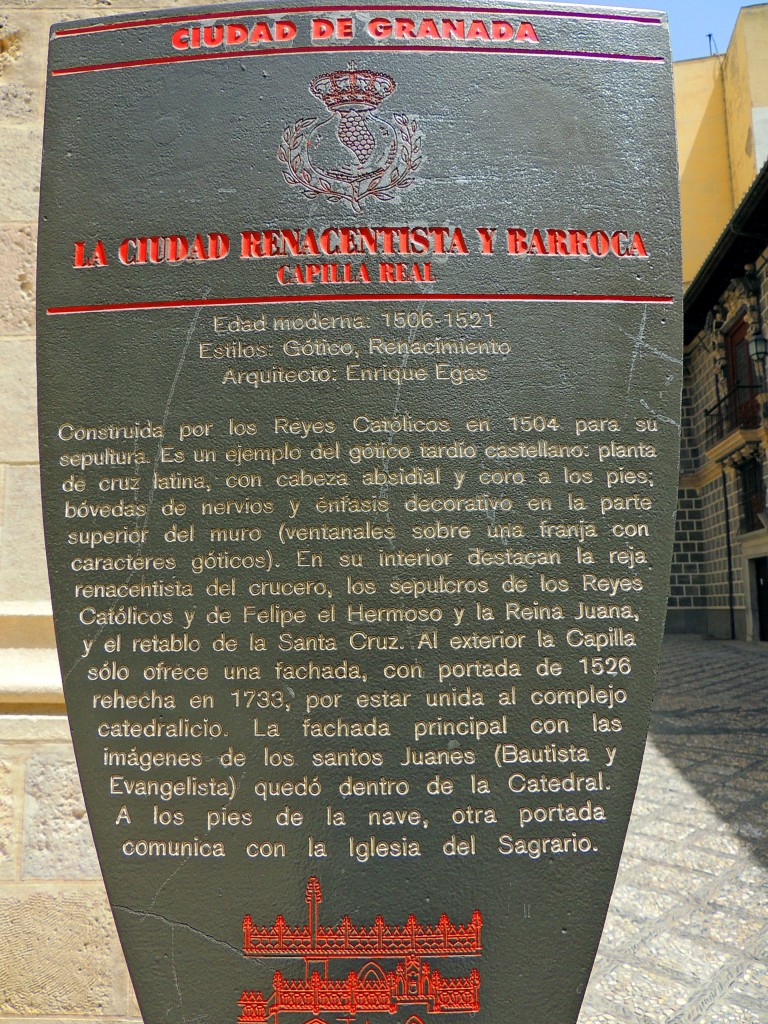 CIUDAD DE GRANADA
LA CIUDAD RENACENTISTA Y BARROCA
CAPILLA REAL
Edad moderna: 1506-1521
Estilos: Gótico, Renacimiento
Arquitecto: Enrique Egas
Construida por los Reyes Católicos en 1504 para su
sepultura. Es un ejemplo del gótico tardío castellano: planta
de cruz latina, con cabeza absidial y coro a los pies;
bóvedas de nervios y énfasis decorativo en la parte
superior del muro (ventanales sobre una franja con
caracteres góticos). En su interior destacan la reja
renacentista del crucero, los sepulcros de los Reyes
Católicos y de Felipe el Hermoso y la Reina Juana,
y el retablo de la Santa Cruz. Al exterior la Capilla
sólo ofrece una fachada, con portada de 1526
rehecha en 1733, por estar unida al complejo
catedralicio. La fachada principal con las
imágenes de los santos Juanes (Bautista y
Evangelista) quedó dentro de la Catedral.
A los pies de la nave, otra portada
comunica con la Iglesia del Sagrario.